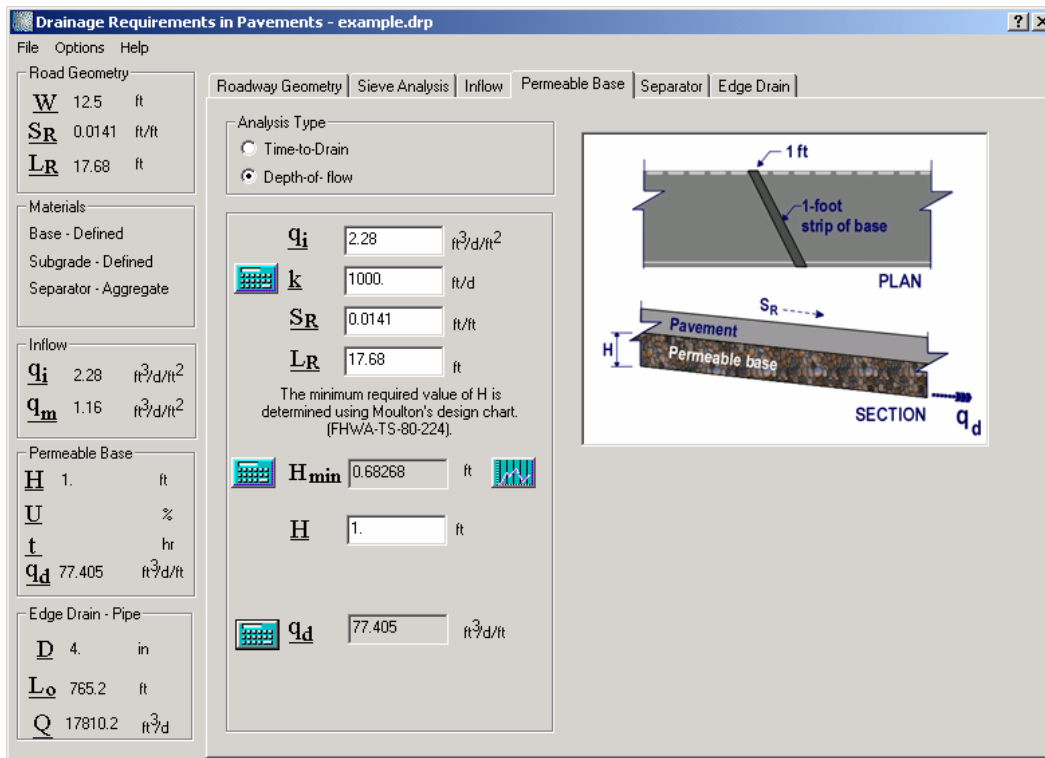 Drainage Requirements in Pavements - example.drp
File Options Help
Road Geometry
W 12.5 ft
SR 0.0141 ft/ft
LR 17.68 ft
Materials
Base - Defined
Subgrade - Defined
Separator - Aggregate
Inflow
qi 2.28 ft3/d/ft2
qm 1.16 ft3/d/ft2
Permeable Base
H 1. ft
U %
t hr
qd 77.405 ft3/d/ft
Edge Drain - Pipe
D 4. in
Lo 765.2 ft
Q 17810.2 ft3/d
Roadway Geometry Sieve Analysis Inflow Permeable Base Separator Edge Drain
Analysis Type
Time-to-Drain
Depth-of- flow
qi 2.28 ft3/d/ft2
k 1000. ft/d
SR 0.0141 ft/ft
LR 17.68 ft
The minimum required value of H is
determined using Moulton's design chart.
(FHWA-TS-80-224).
Hmin 0.68268 ft
H 1. ft
qd 77.405 ft3/d/ft
1 ft
1-foot
strip of base
PLAN
SR
Pavement
H
Permeable base
SECTION
qd